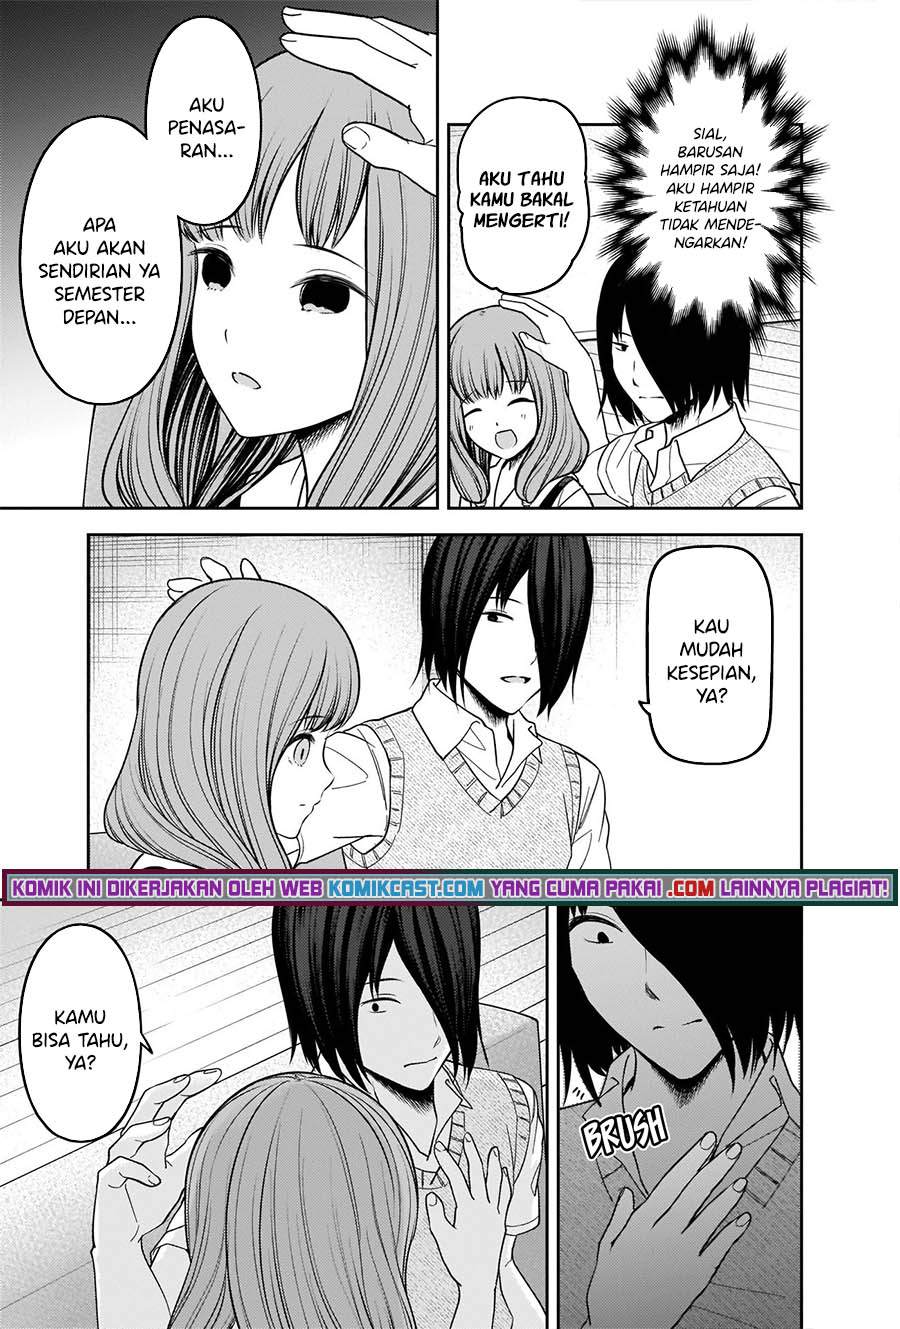 SIAL,
BARUSAN
HAMPIR SAJA!
AKU HAMPIR
KETAHUAN
TIDAK MENDE-
NGARKAN!
AKU TAHU
KAMU BAKAL
MENGERTI!
AKU
PENASA-
RAN...
APA
AKU AKAN
SENDIRIAN YA
SEMESTER
DEPAN...
KAU
MUDAH
KESEPIAN,
YA?
KOMIK INI DIKERJAKAN OLEH WEB KOMIKCAST.COM YANG CUMA PAKAI .COM LAINNYA PLAGIAT!
BRUSH
KAMU
BISA TAHU,
YA?